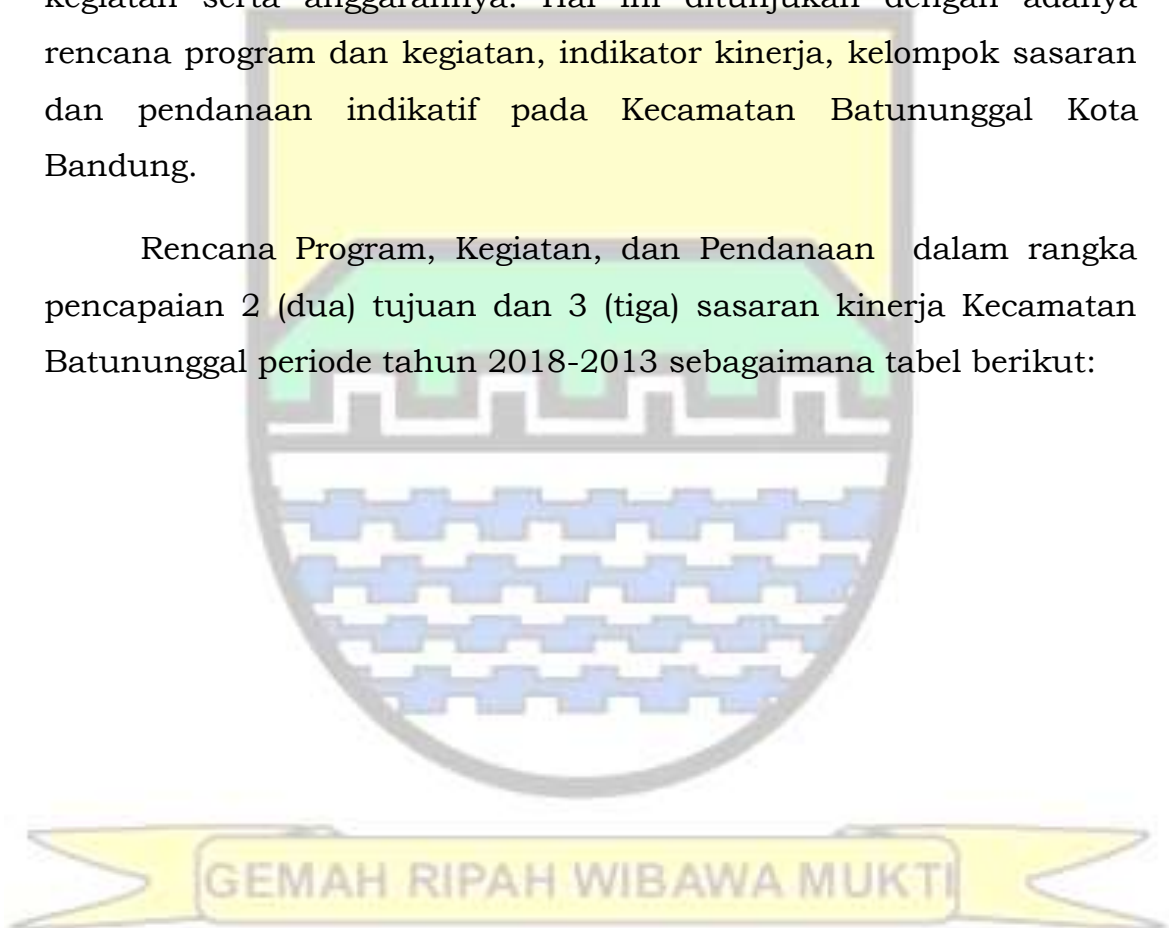 kegiatan serta anggarannya. Hal ini ditunjukan dengan adanya
rencana program dan kegiatan, indikator kinerja, kelompok sasaran
dan pendanaan indikatif pada Kecamatan Batununggal Kota
Bandung.
Rencana Program, Kegiatan, dan Pendanaan dalam rangka
pencapaian 2 (dua) tujuan dan 3 (tiga) sasaran kinerja Kecamatan
Batununggal periode tahun 2018-2013 sebagaimana tabel berikut:
GEMAH RIPAH WIBAWA MUKTI